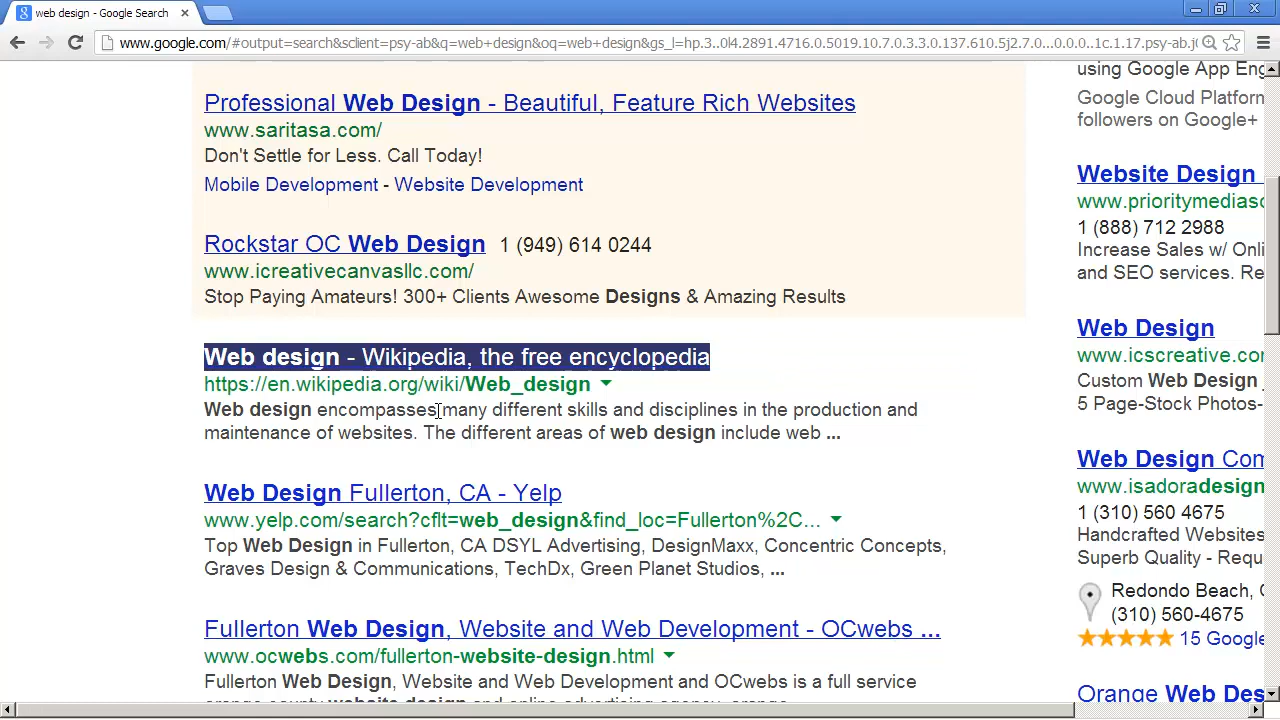 web design - Google Search
www.google.com/#output=search&sclient=psy-ab&q=web+design&oq=web+design&gs_l=hp.3..0l4.2891.4716.0.5019.10.7.0.3.3.0.137.610.5j2.7.0...0.0.0..1c.1.17.psy-ab.
Professional Web Design - Beautiful, Feature Rich Websites
www.saritasa.com/
Don't Settle for Less. Call Today!
Mobile Development - Website Development
Rockstar OC Web Design 1 (949) 614 0244
www.icreativecanvasllc.com/
Stop Paying Amateurs! 300+ Clients Awesome Designs & Amazing Results
Web design - Wikipedia, the free encyclopedia
https://en.wikipedia.org/wiki/Web_design
Web design encompasses many different skills and disciplines in the production and
maintenance of websites. The different areas of web design include web ...
Web Design Fullerton, CA - Yelp
www.yelp.com/search?cflt=web_design&find_loc=Fullerton%2C...
Top Web Design in Fullerton, CA DSYL Advertising, DesignMaxx, Concentric Concepts,
Graves Design & Communications, TechDx, Green Planet Studios, ...
Fullerton Web Design, Website and Web Development - OCwebs ...
www.ocwebs.com/fullerton-website-design.html
Fullerton Web Design, Website and Web Development and OCwebs is a full service
orange county website design and online advertising agency, orange
using Google App Eng
Google Cloud Platform
followers on Google+
Website Design
www.prioritymedias
1 (888) 712 2988
Increase Sales w/ Onli
and SEO services. Re
Web Design
www.icscreative.co
Custom Web Design
5 Page-Stock Photos-
Web Design Com
www.isadoradesign
1 (310) 560 4675
Handcrafted Websites
Superb Quality - Requ
Redondo Beach,
(310) 560-4675
15 Google
Orange Web Des